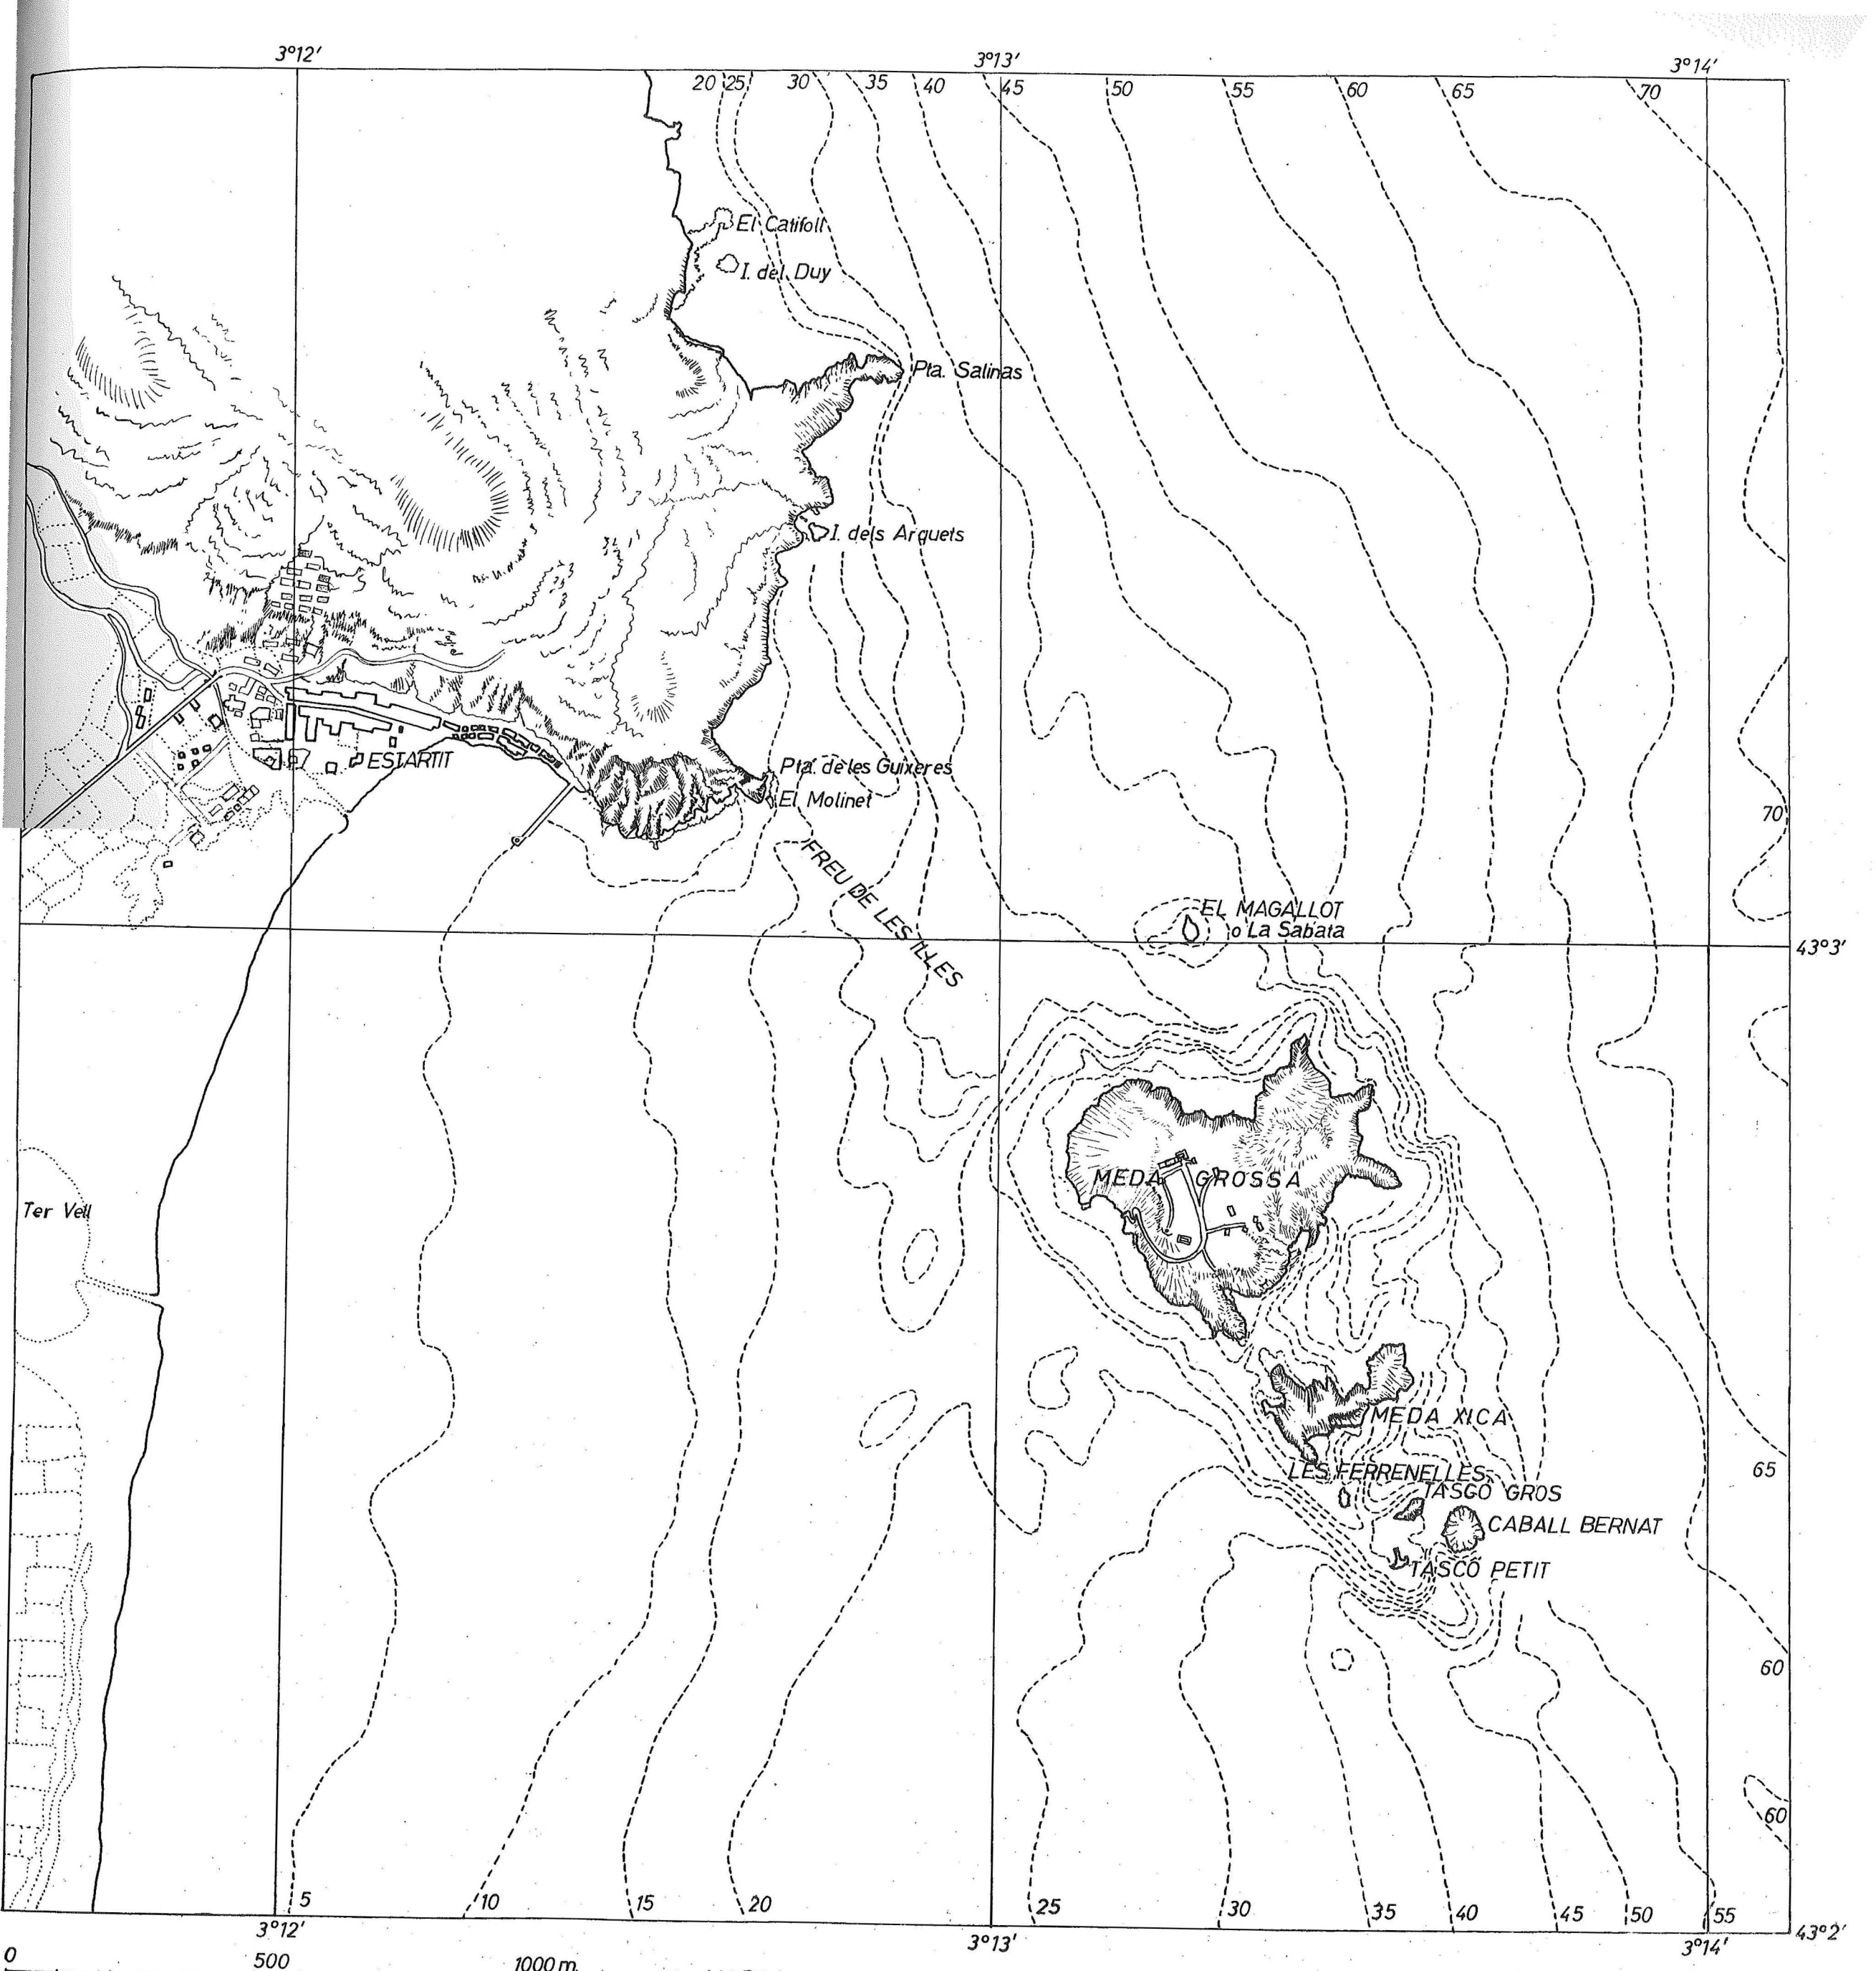 3°12' 3°13' 3°14'
20 25 30 35 40 45 50 55 60 65 70
El Catifoll
I. del Duy
Pta. Salinas
I. dels Arquets
ESTARTIT
Pta. de les Guixeres
El Molinet
70
FREU DE LES ILLES
EL MAGALLOT
o La Sabata
43°3'
MEDA GROSSA
Ter Vell
MEDA XICA
LES FERRENELLES
65
TASCÓ GROS
CABALL BERNAT
TASCÓ PETIT
60
60
5 10 15 20 25 30 35 40 45 50 55
43°2'
3°12' 3°13' 3°14'
0 500 1000 m.